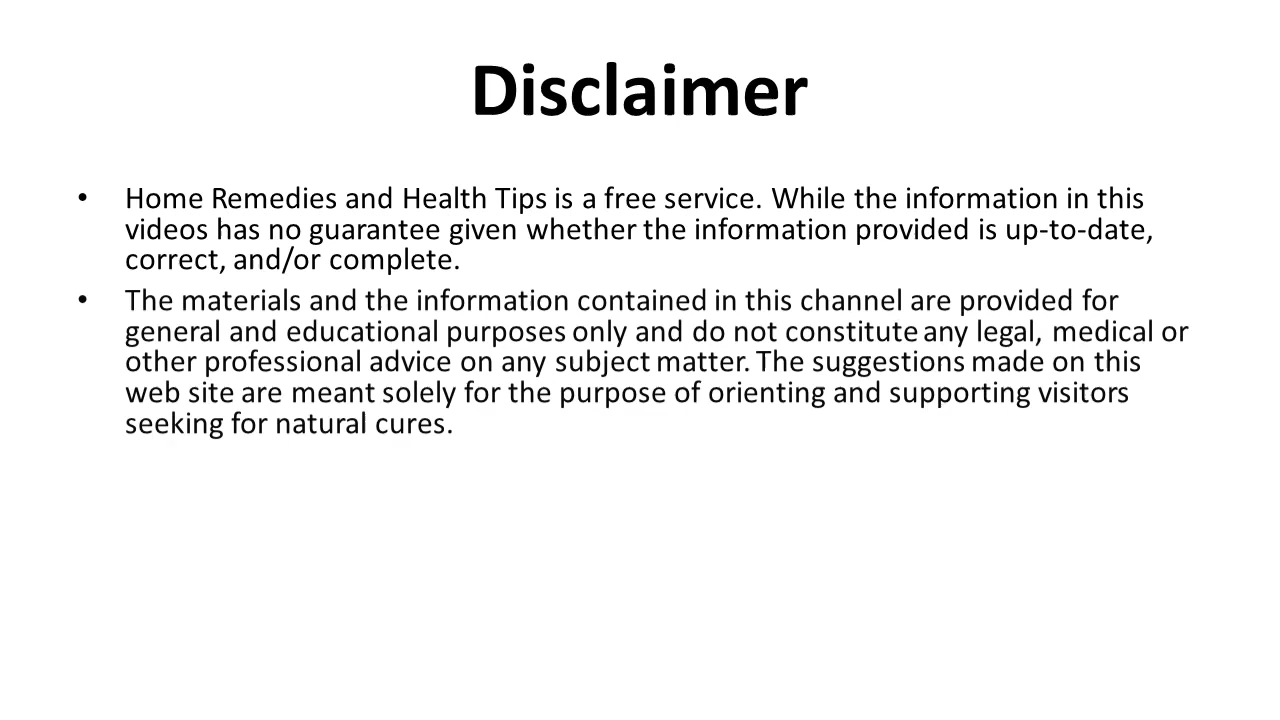 Disclaimer
• Home Remedies and Health Tips is a free service. While the information in this
videos has no guarantee given whether the information provided is up-to-date,
correct, and/or complete.
• The materials and the information contained in this channel are provided for
general and educational purposes only and do not constitute any legal, medical or
other professional advice on any subject matter. The suggestions made on this
web site are meant solely for the purpose of orienting and supporting visitors
seeking for natural cures.